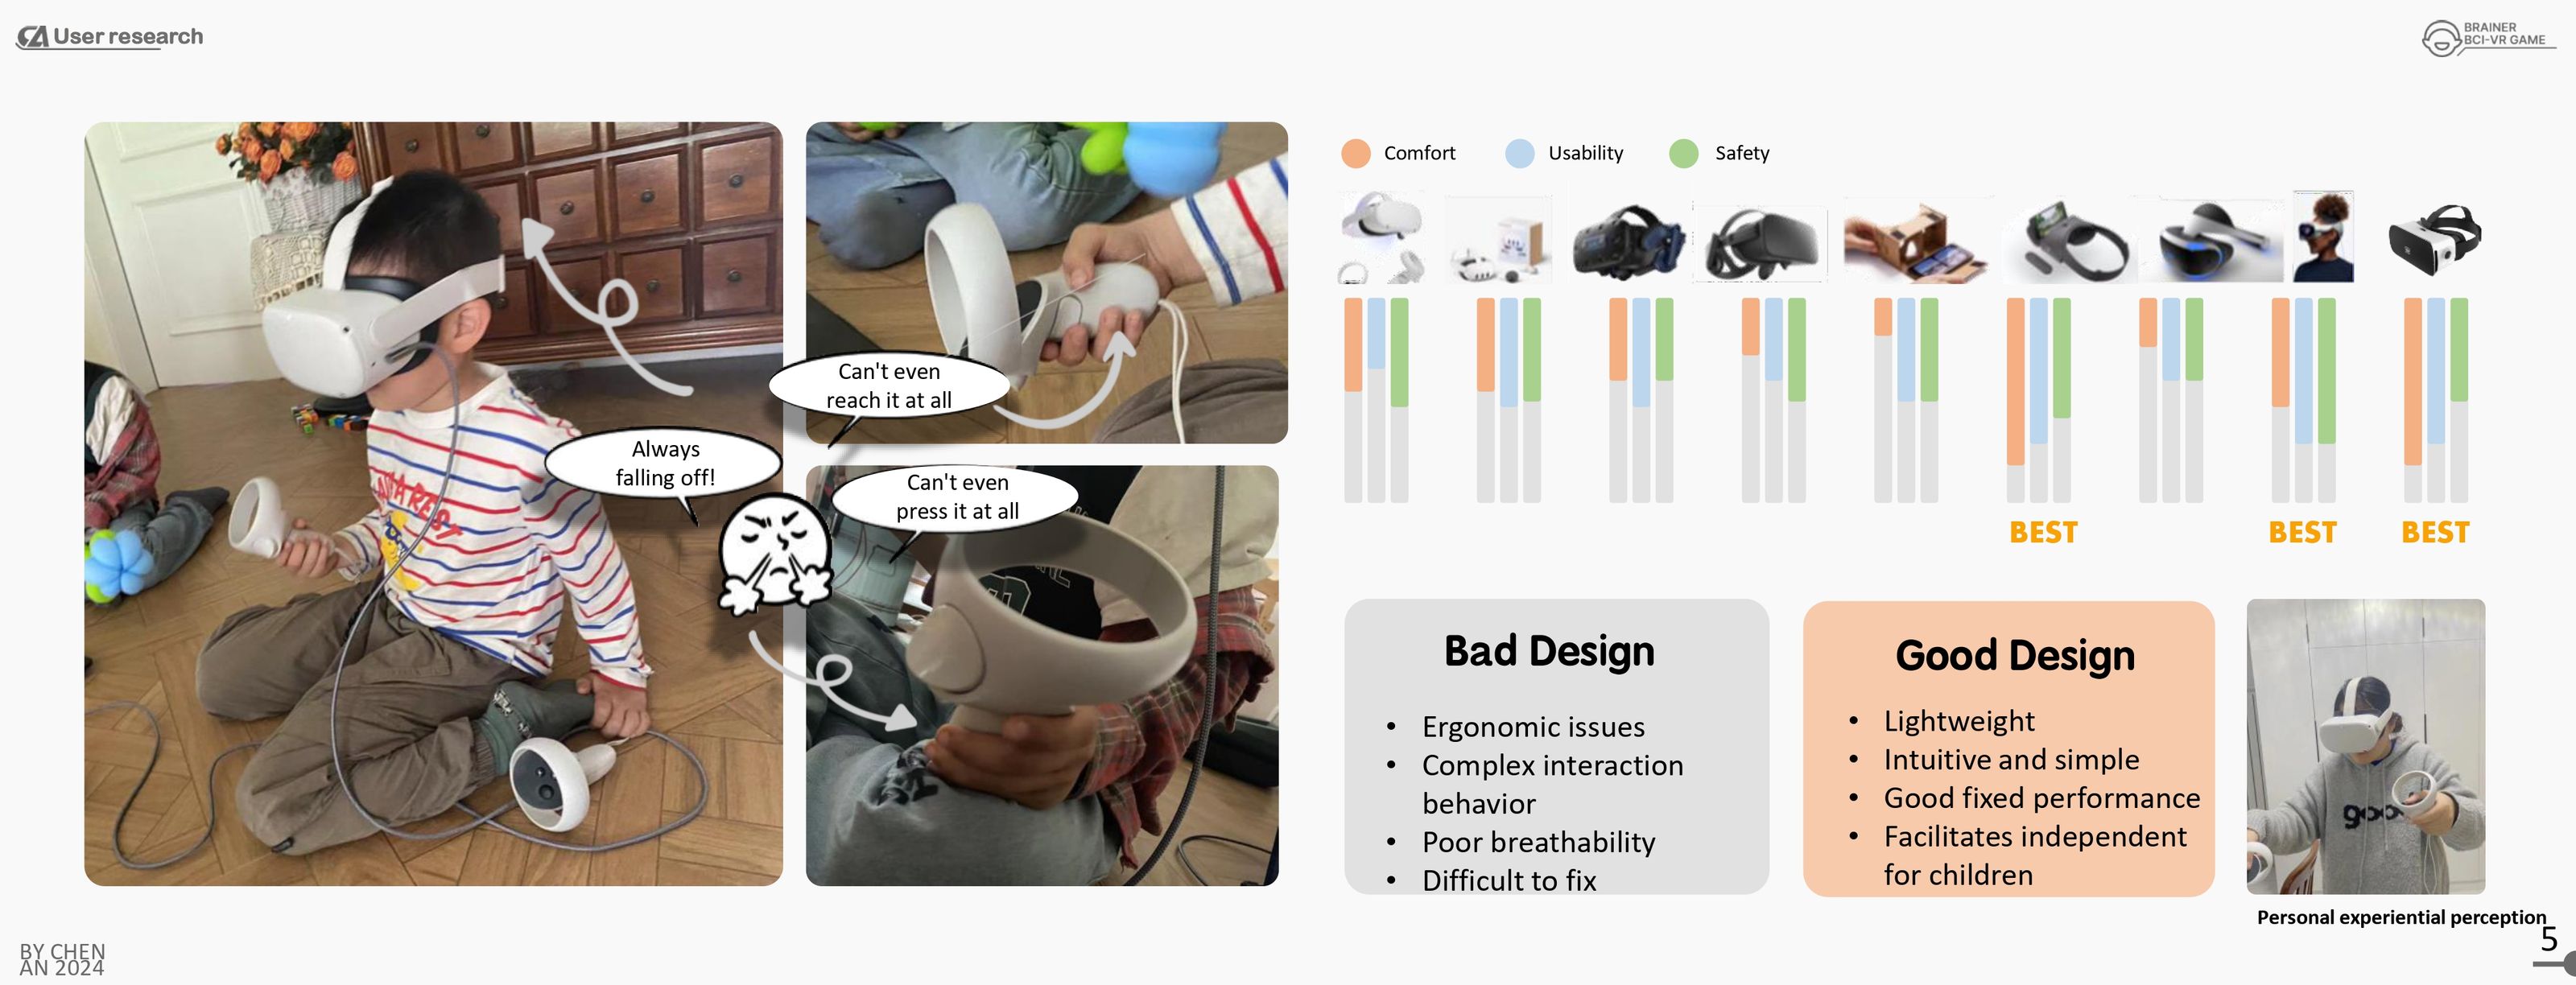 User research
BRAINER
BCI-VR GAME
Can't even
reach it at all
Always
falling off!
Can't even
press it at all
Comfort
Usability
Safety
BEST
BEST
BEST
Bad Design
• Ergonomic issues
• Complex interaction
behavior
• Poor breathability
• Difficult to fix
Good Design
• Lightweight
• Intuitive and simple
• Good fixed performance
• Facilitates independent
for children
Personal experiential perception
BY CHEN
AN 2024
5